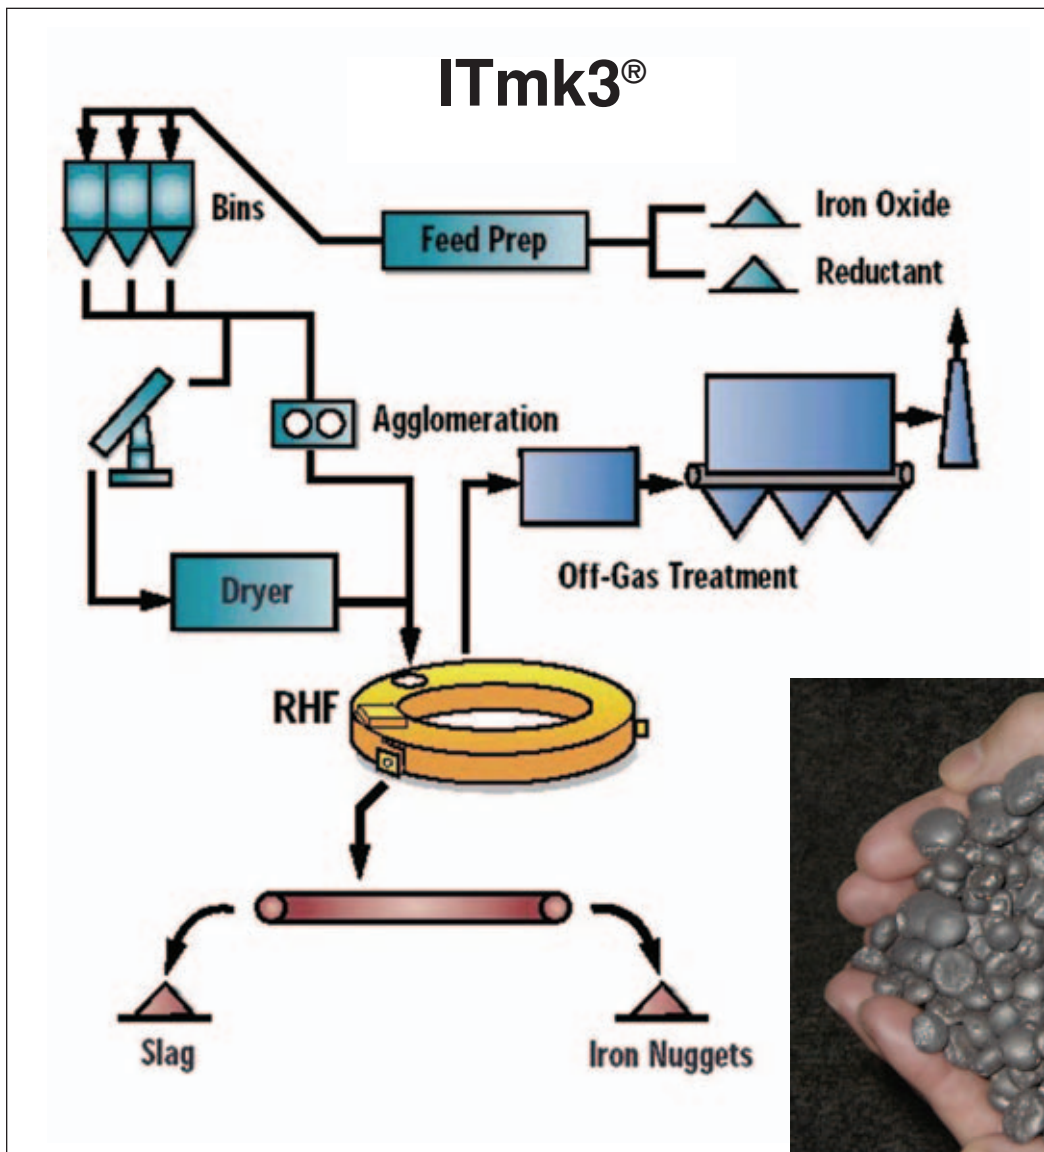 ITmk3®
Bins
Feed Prep
Iron Oxide
Reductant
Agglomeration
Off-Gas Treatment
Dryer
RHF
Slag
Iron Nuggets